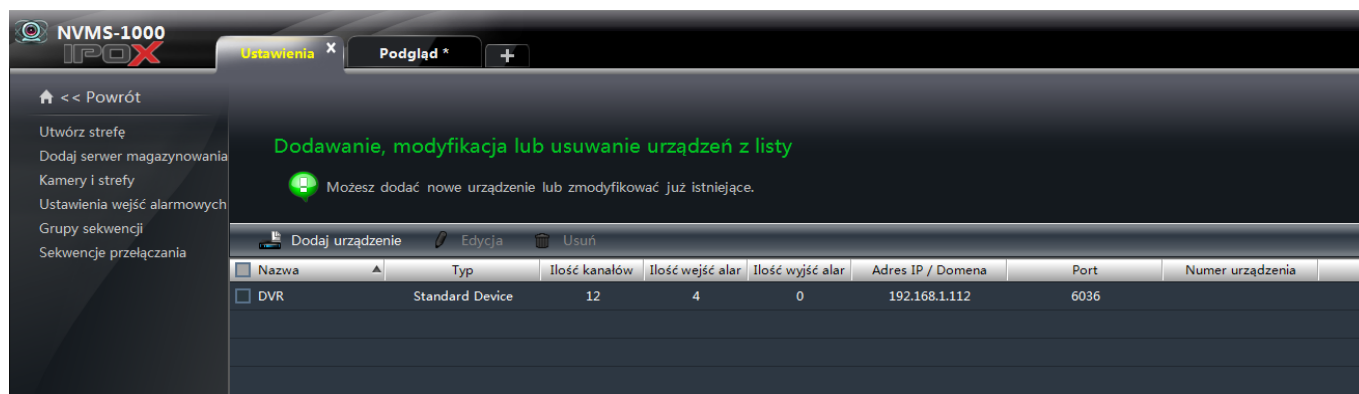 NVMS-1000
IPOX
Ustawienia x Podgląd * +
<< Powrót
Utwórz strefę
Dodaj serwer magazynowania
Kamery i strefy
Ustawienia wejść alarmowych
Grupy sekwencji
Sekwencje przełączania
Dodawanie, modyfikacja lub usuwanie urządzeń z listy
Możesz dodać nowe urządzenie lub zmodyfikować już istniejące.
Dodaj urządzenie Edycja Usuń
Nazwa Typ Ilość kanałów Ilość wejść alar Ilość wyjść alar Adres IP / Domena Port Numer urządzenia
DVR Standard Device 12 4 0 192.168.1.112 6036